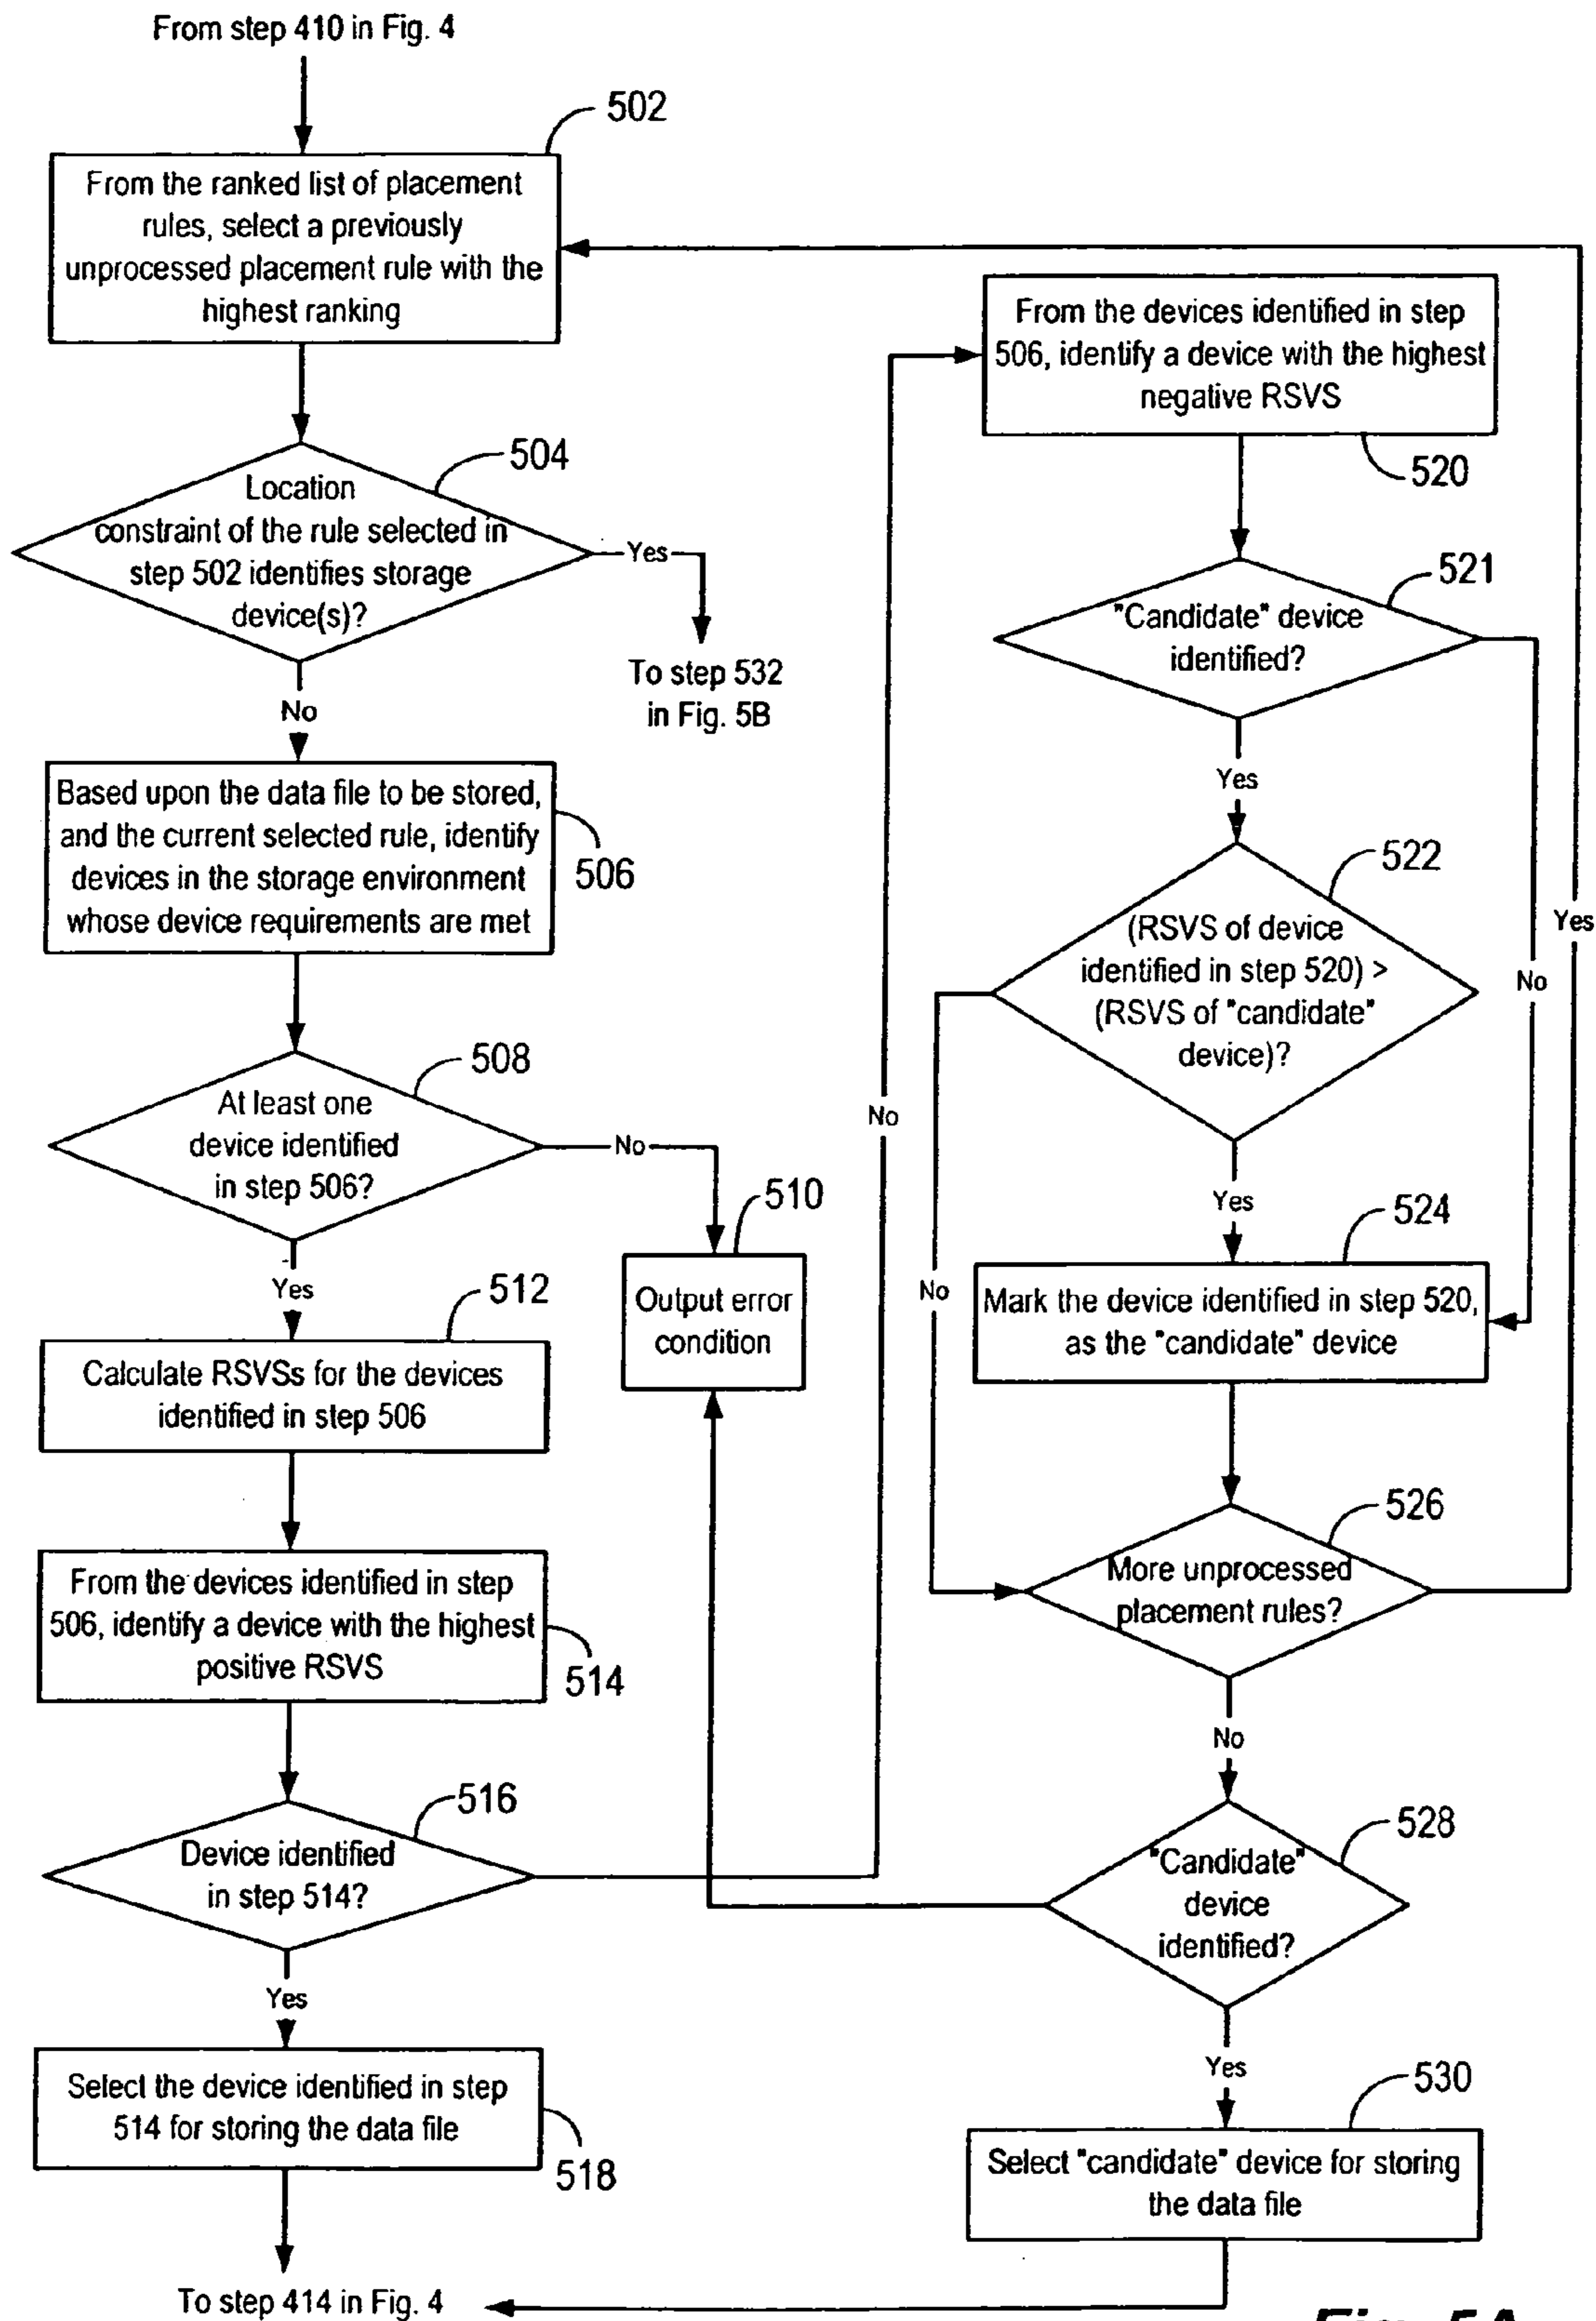 From step 410 in Fig. 4
502
From the ranked list of placement
rules, select a previously
unprocessed placement rule with the
highest ranking
504
Location
constraint of the rule selected in
step 502 identifies storage
device(s)?
Yes
To step 532
in Fig. 5B
No
Based upon the data file to be stored,
and the current selected rule, identify
devices in the storage environment
whose device requirements are met
506
508
At least one
device identified
in step 506?
No
510
Output error
condition
Yes
512
Calculate RSVSs for the devices
identified in step 506
From the devices identified in step
506, identify a device with the highest
positive RSVS
514
516
Device identified
in step 514?
No
Yes
Select the device identified in step
514 for storing the data file
518
To step 414 in Fig. 4
From the devices identified in step
506, identify a device with the highest
negative RSVS
520
521
"Candidate" device
identified?
No
Yes
522
(RSVS of device
identified in step 520) >
(RSVS of "candidate"
device)?
No
Yes
524
Mark the device identified in step 520,
as the "candidate" device
526
More unprocessed
placement rules?
Yes
No
528
"Candidate"
device
identified?
Yes
530
Select "candidate" device for storing
the data file
Fig. 5A